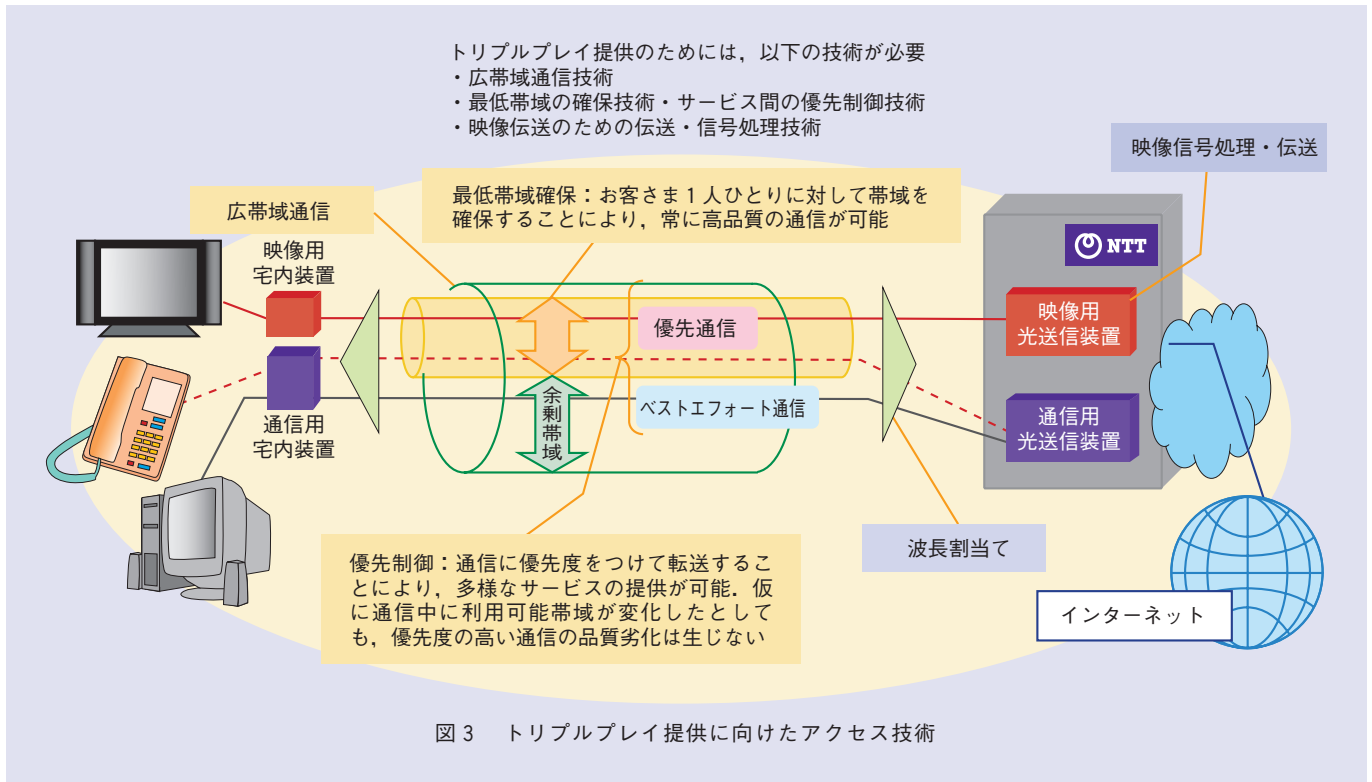 トリプルプレイ提供のためには，以下の技術が必要
・広帯域通信技術
・最低帯域の確保技術・サービス間の優先制御技術
・映像伝送のための伝送・信号処理技術
映像信号処理・伝送
広帯域通信
最低帯域確保：お客さま1人ひとりに対して帯域を
確保することにより，常に高品質の通信が可能
映像用
宅内装置
NTT
優先通信
映像用
光送信装置
余剰帯域
ベストエフォート通信
通信用
宅内装置
通信用
光送信装置
優先制御：通信に優先度をつけて転送するこ
とにより，多様なサービスの提供が可能．仮
に通信中に利用可能帯域が変化したとして
も，優先度の高い通信の品質劣化は生じない
波長割当て
インターネット
図3　トリプルプレイ提供に向けたアクセス技術